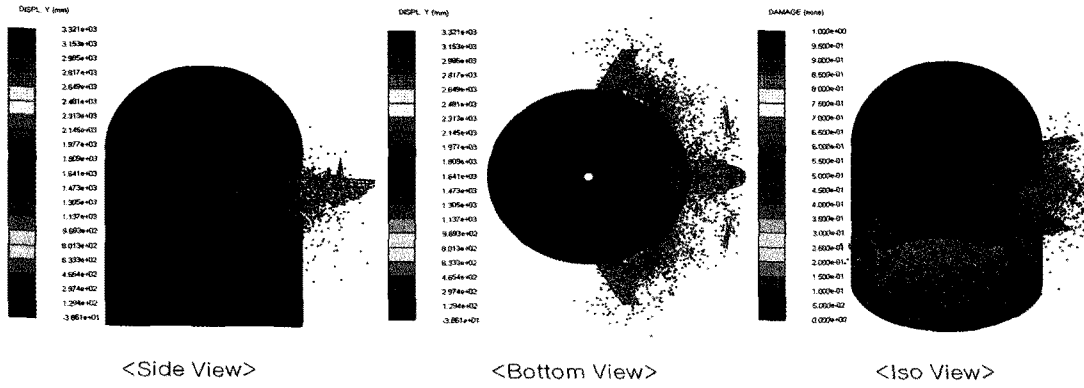 DISPL. Y (mm)
3.321e+03
3.153e+03
2.985e+03
2.817e+03
2.649e+03
2.481e+03
2.313e+03
2.145e+03
1.977e+03
1.809e+03
1.641e+03
1.473e+03
1.305e+03
1.137e+03
9.693e+02
8.013e+02
6.333e+02
4.654e+02
2.974e+02
1.294e+02
-3.861e+01
<Side View>
DISPL. Y (mm)
3.321e+03
3.153e+03
2.985e+03
2.817e+03
2.649e+03
2.481e+03
2.313e+03
2.145e+03
1.977e+03
1.809e+03
1.641e+03
1.473e+03
1.305e+03
1.137e+03
9.693e+02
8.013e+02
6.333e+02
4.654e+02
2.974e+02
1.294e+02
-3.861e+01
<Bottom View>
DAMAGE (none)
1.000e+00
9.500e-01
9.000e-01
8.500e-01
8.000e-01
7.500e-01
7.000e-01
6.500e-01
6.000e-01
5.500e-01
5.000e-01
4.500e-01
4.000e-01
3.500e-01
3.000e-01
2.500e-01
2.000e-01
1.500e-01
1.000e-01
5.000e-02
0.000e+00
<Iso View>